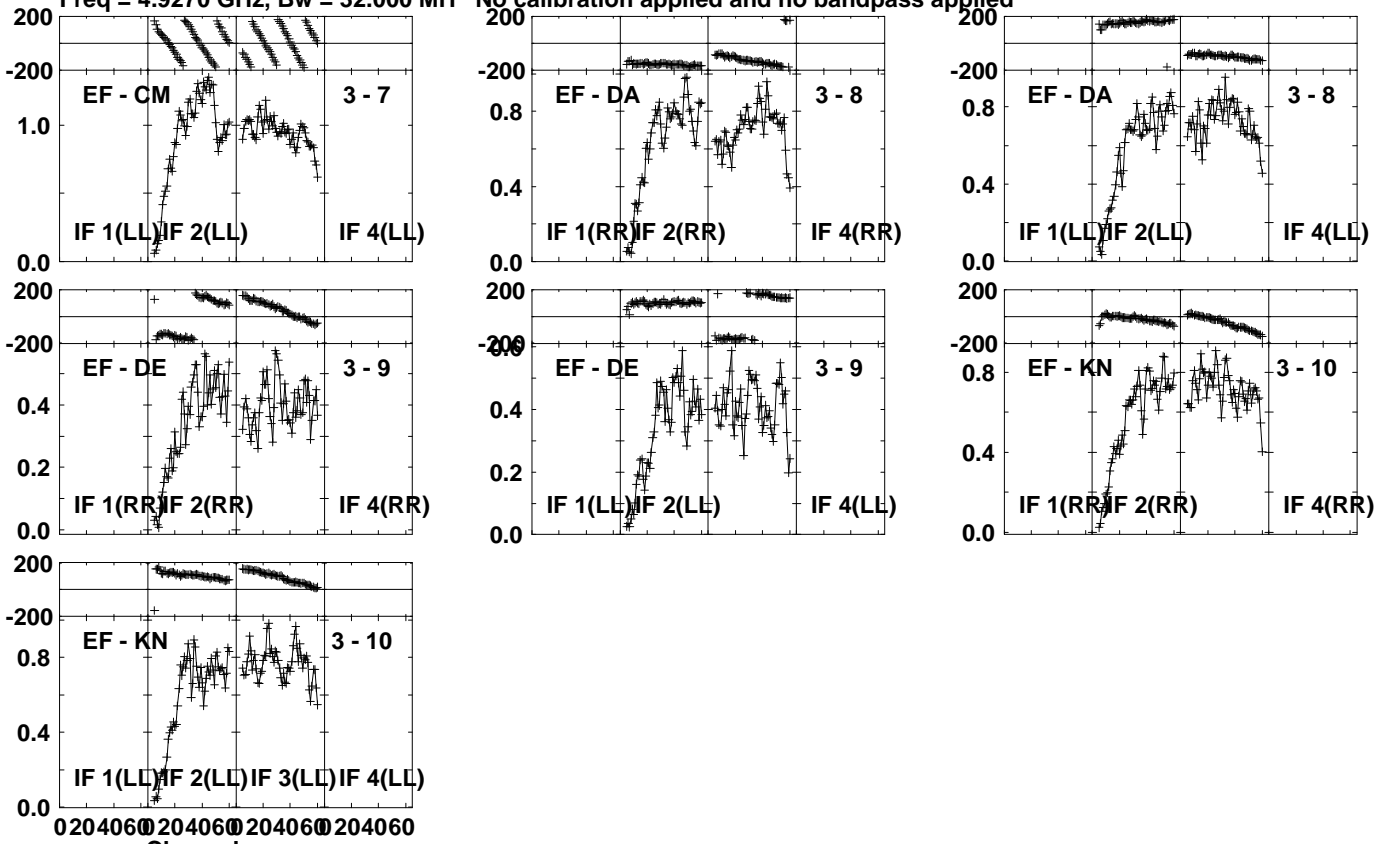 Freq = 4.9270 GHz, Bw = 32.000 MH No calibration applied and no bandpass applied
200 200 200
-200 -200 -200
EF - CM 3 - 7 EF - DA 3 - 8 EF - DA 3 - 8
1.0 0.8 0.8
0.4 0.4
IF 1(LL) IF 2(LL) IF 4(LL) IF 1(RR) IF 2(RR) IF 4(RR) IF 1(LL) IF 2(LL) IF 4(LL)
0.0 0.0 0.0
200 200 200
-200 -200 -200
0.6
EF - DE 3 - 9 EF - DE 3 - 9 EF - KN 3 - 10
0.8
0.4 0.4 0.4
0.2 0.2
IF 1(RR) IF 2(RR) IF 4(RR) IF 1(LL) IF 2(LL) IF 4(LL) IF 1(RR) IF 2(RR) IF 4(RR)
0.0 0.0 0.0
200
-200
EF - KN 3 - 10
0.8
0.4
IF 1(LL) IF 2(LL) IF 3(LL) IF 4(LL)
0.0
0 20 40 60 0 20 40 60 0 20 40 60 0 20 40 60